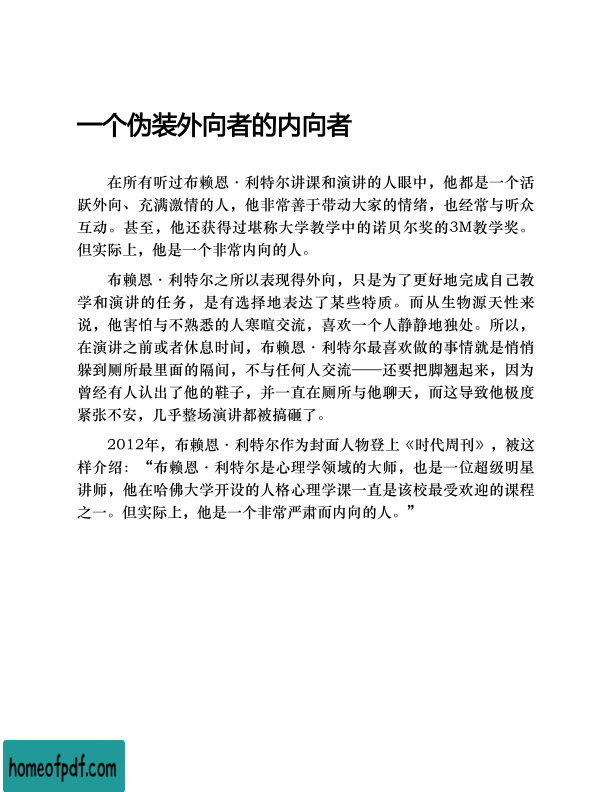 一个伪装外向者的内向者
在所有听过布赖恩·利特尔讲课和演讲的人眼中，他都是一个活
跃外向、充满激情的人，他非常善于带动大家的情绪，也经常与听众
互动。甚至，他还获得过堪称大学教学中的诺贝尔奖的3M教学奖。
但实际上，他是一个非常内向的人。
布赖恩·利特尔之所以表现得外向，只是为了更好地完成自己教
学和演讲的任务，是有选择地表达了某些特质。而从生物源天性来
说，他害怕与不熟悉的人寒暄交流，喜欢一个人静静地独处。所以，
在演讲之前或者休息时间，布赖恩·利特尔最喜欢做的事情就是悄悄
躲到厕所最里面的隔间，不与任何人交流——还要把脚翘起来，因为
曾经有人认出了他的鞋子，并一直在厕所与他聊天，而这导致他极度
紧张不安，几乎整场演讲都被搞砸了。
2012年，布赖恩·利特尔作为封面人物登上《时代周刊》，被这
样介绍：“布赖恩·利特尔是心理学领域的大师，也是一位超级明星
讲师，他在哈佛大学开设的人格心理学课一直是该校最受欢迎的课程
之一。但实际上，他是一个非常严肃而内向的人。”
homeofpdf.com